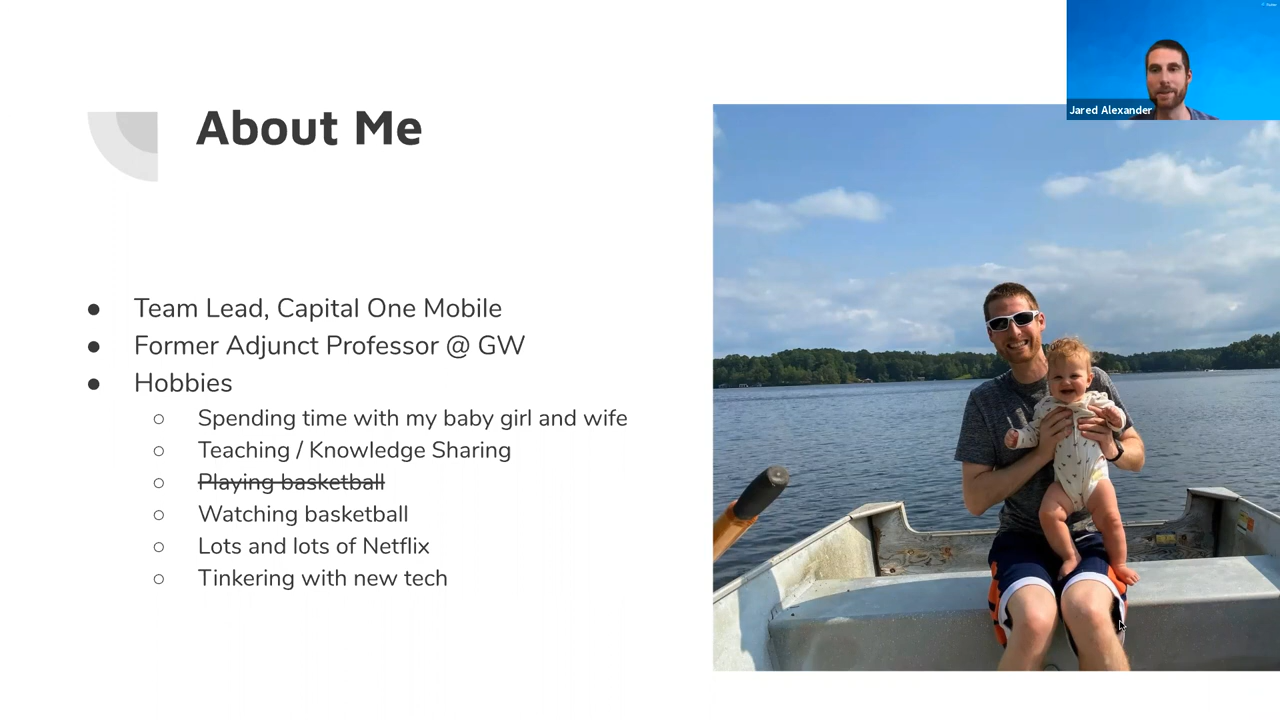 Jared Alexander
About Me
● Team Lead, Capital One Mobile
● Former Adjunct Professor @ GW
● Hobbies
○ Spending time with my baby girl and wife
○ Teaching / Knowledge Sharing
○ Playing basketball
○ Watching basketball
○ Lots and lots of Netflix
○ Tinkering with new tech